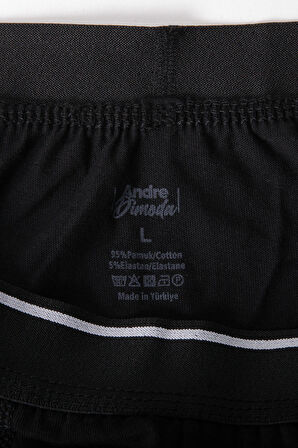 Andre
Dimoda
L
95%Pamuk/Cotton
5%Elastan/Elastane
Made in Türkiye